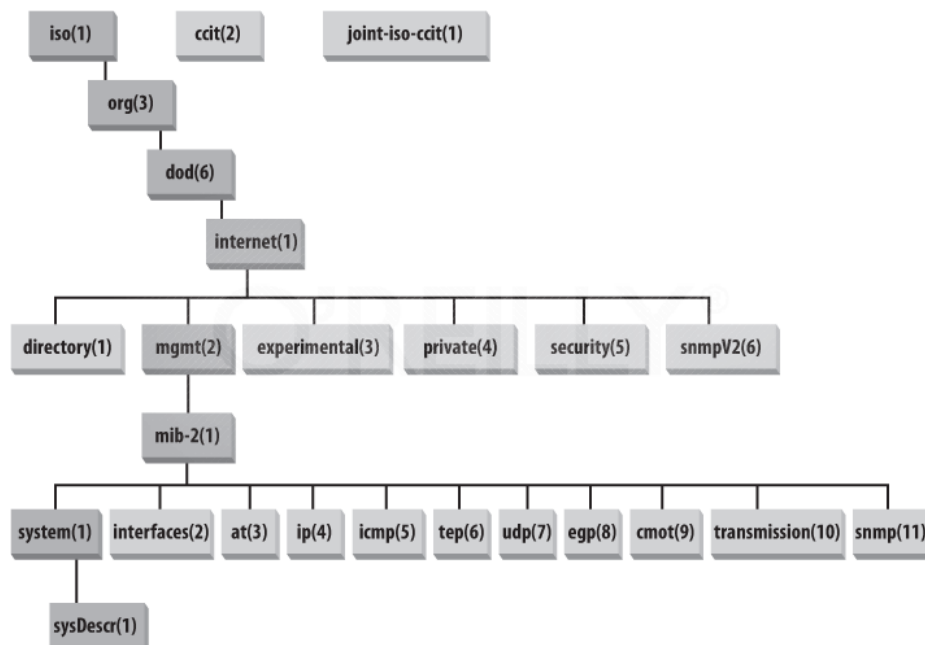 iso(1) ccit(2) joint-iso-ccit(1)
org(3)
dod(6)
internet(1)
O'REILLY®
directory(1) mgmt(2) experimental(3) private(4) security(5) snmpV2(6)
mib-2(1)
system(1) interfaces(2) at(3) ip(4) icmp(5) tep(6) udp(7) egp(8) cmot(9) transmission(10) snmp(11)
sysDescr(1)